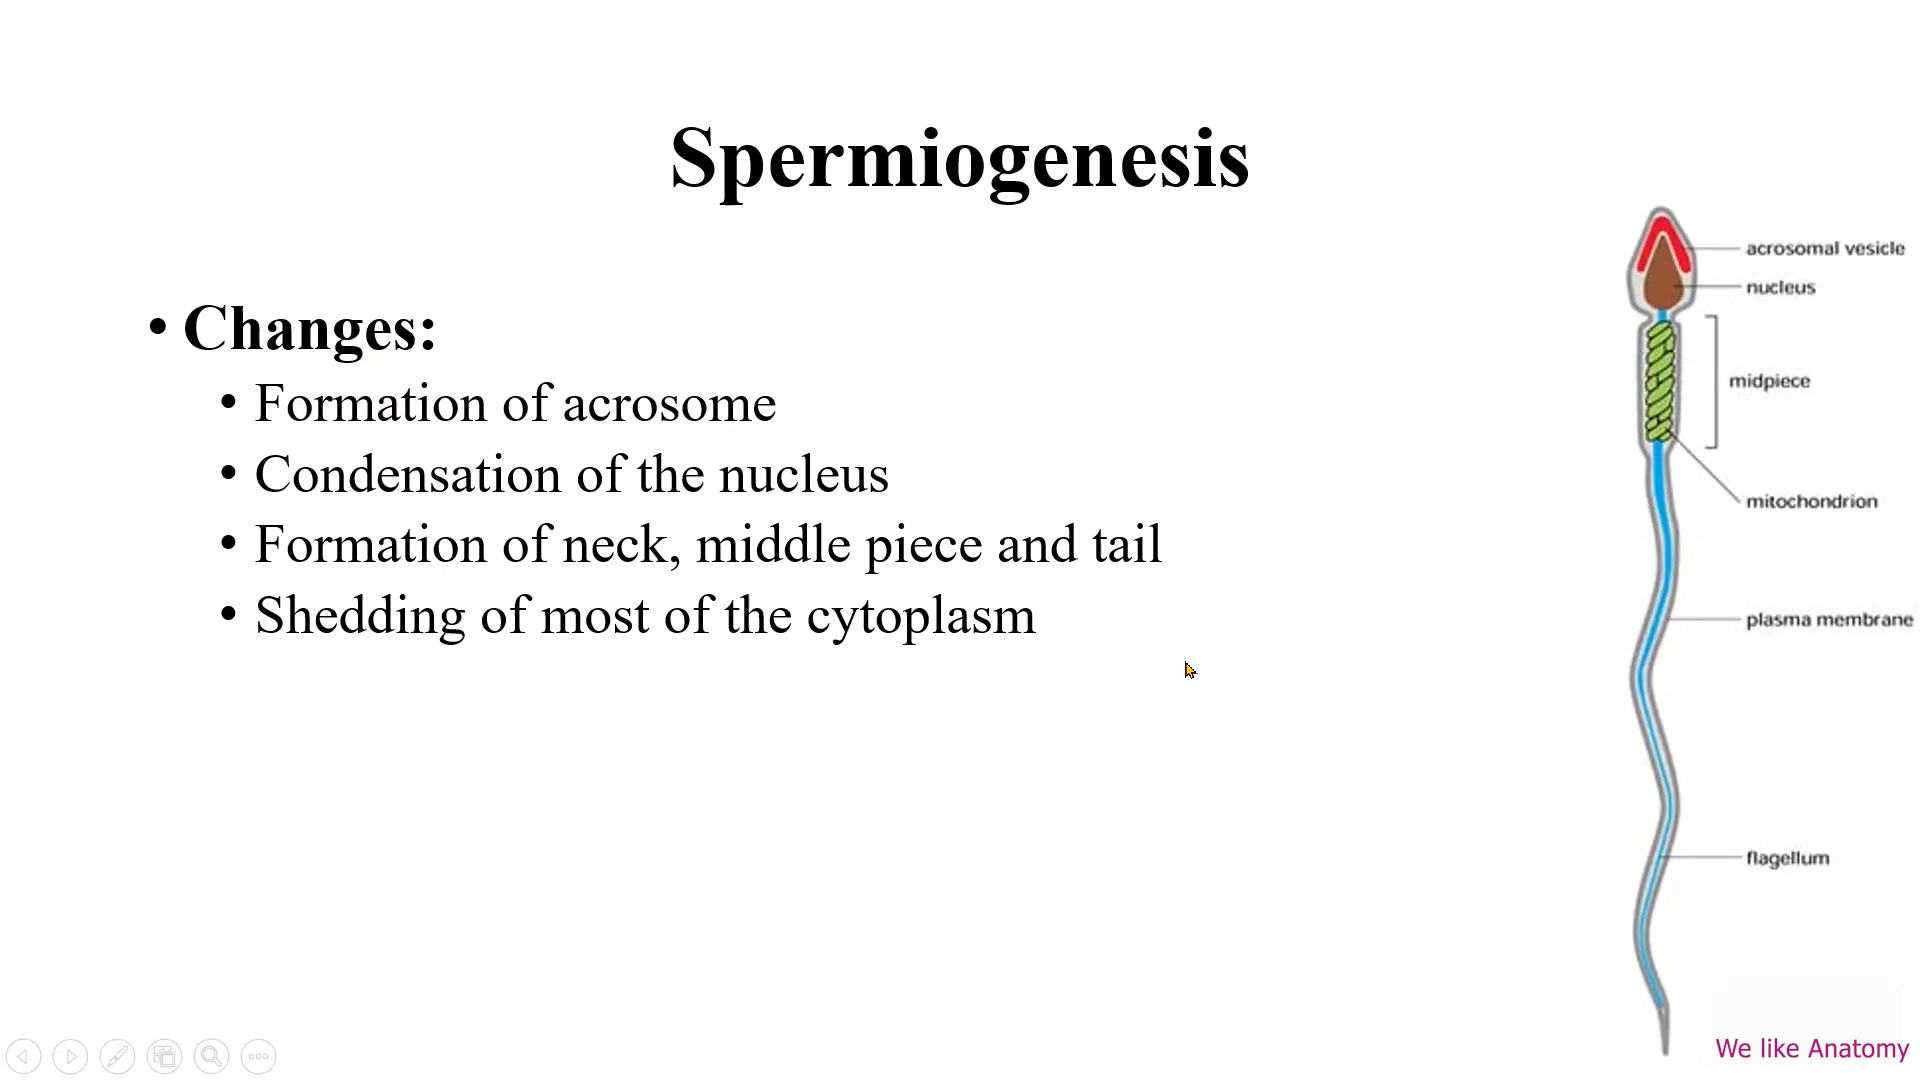 Spermiogenesis
• Changes:
• Formation of acrosome
• Condensation of the nucleus
• Formation of neck, middle piece and tail
• Shedding of most of the cytoplasm
acrosomal vesicle
nucleus
midpiece
mitochondrion
plasma membrane
flagellum
We like Anatomy